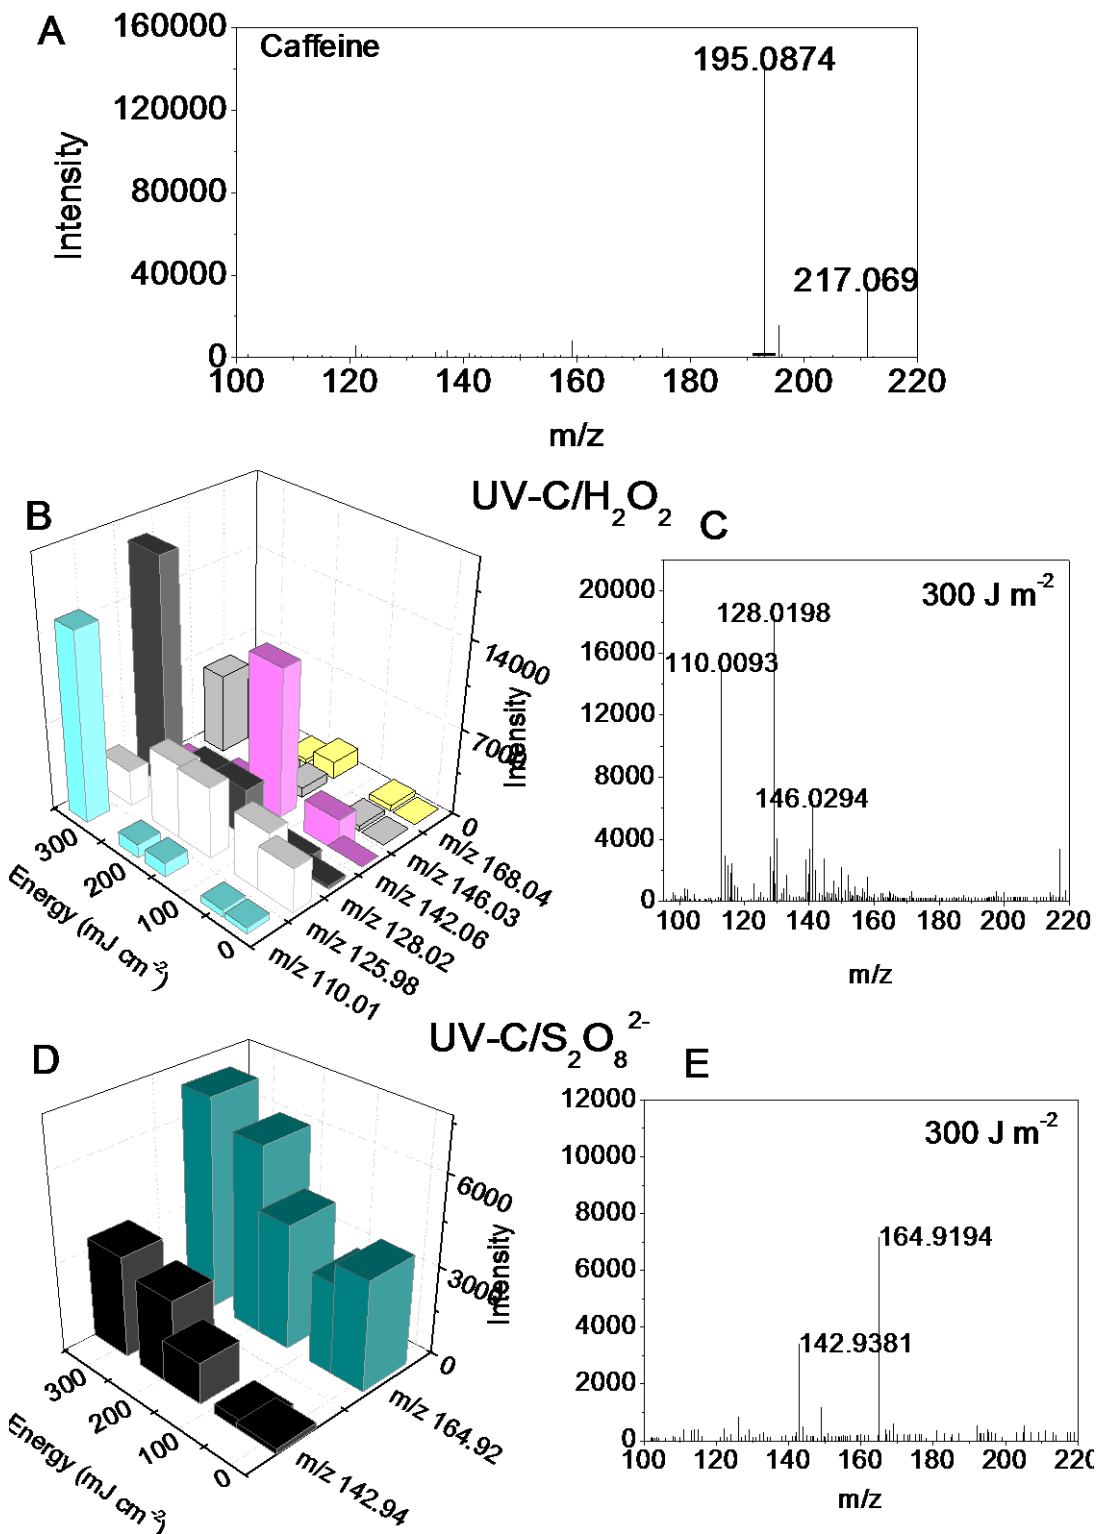 A
Caffeine
160000
120000
80000
40000
0
Intensity
195.0874
217.069
100 120 140 160 180 200 220
m/z
UV-C/H2O2
B
14000
7000
0
Intensity
300
200
100
0
Energy (mJ cm-2)
m/z 168.04
m/z 146.03
m/z 142.06
m/z 128.02
m/z 125.98
m/z 110.01
C
300 J m-2
20000
16000
12000
8000
4000
0
128.0198
110.0093
146.0294
100 120 140 160 180 200 220
m/z
UV-C/S2O8 2-
D
6000
3000
0
Intensity
300
200
100
0
Energy (mJ cm-2)
m/z 164.92
m/z 142.94
E
300 J m-2
12000
10000
8000
6000
4000
2000
0
164.9194
142.9381
100 120 140 160 180 200 220
m/z